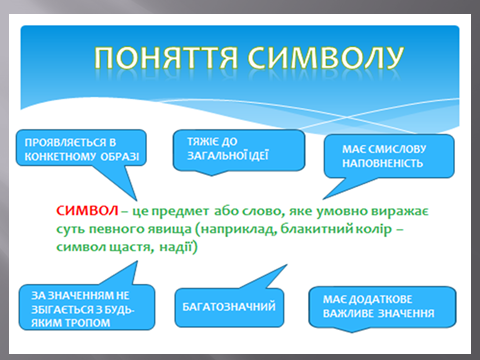 ПОНЯТТЯ СИМВОЛУ
ПРОЯВЛЯЄТЬСЯ В
КОНКЕТНОМУ ОБРАЗІ
ТЯЖІЄ ДО
ЗАГАЛЬНОЇ ІДЕЇ
МАЄ СМИСЛОВУ
НАПОВНЕНІСТЬ
СИМВОЛ – це предмет або слово, яке умовно виражає
суть певного явища (наприклад, блакитний колір –
символ щастя, надії)
ЗА ЗНАЧЕННЯМ НЕ
ЗБІГАЄТЬСЯ З БУДЬ-
ЯКИМ ТРОПОМ
БАГАТОЗНАЧНИЙ
МАЄ ДОДАТКОВЕ
ВАЖЛИВЕ ЗНАЧЕННЯ